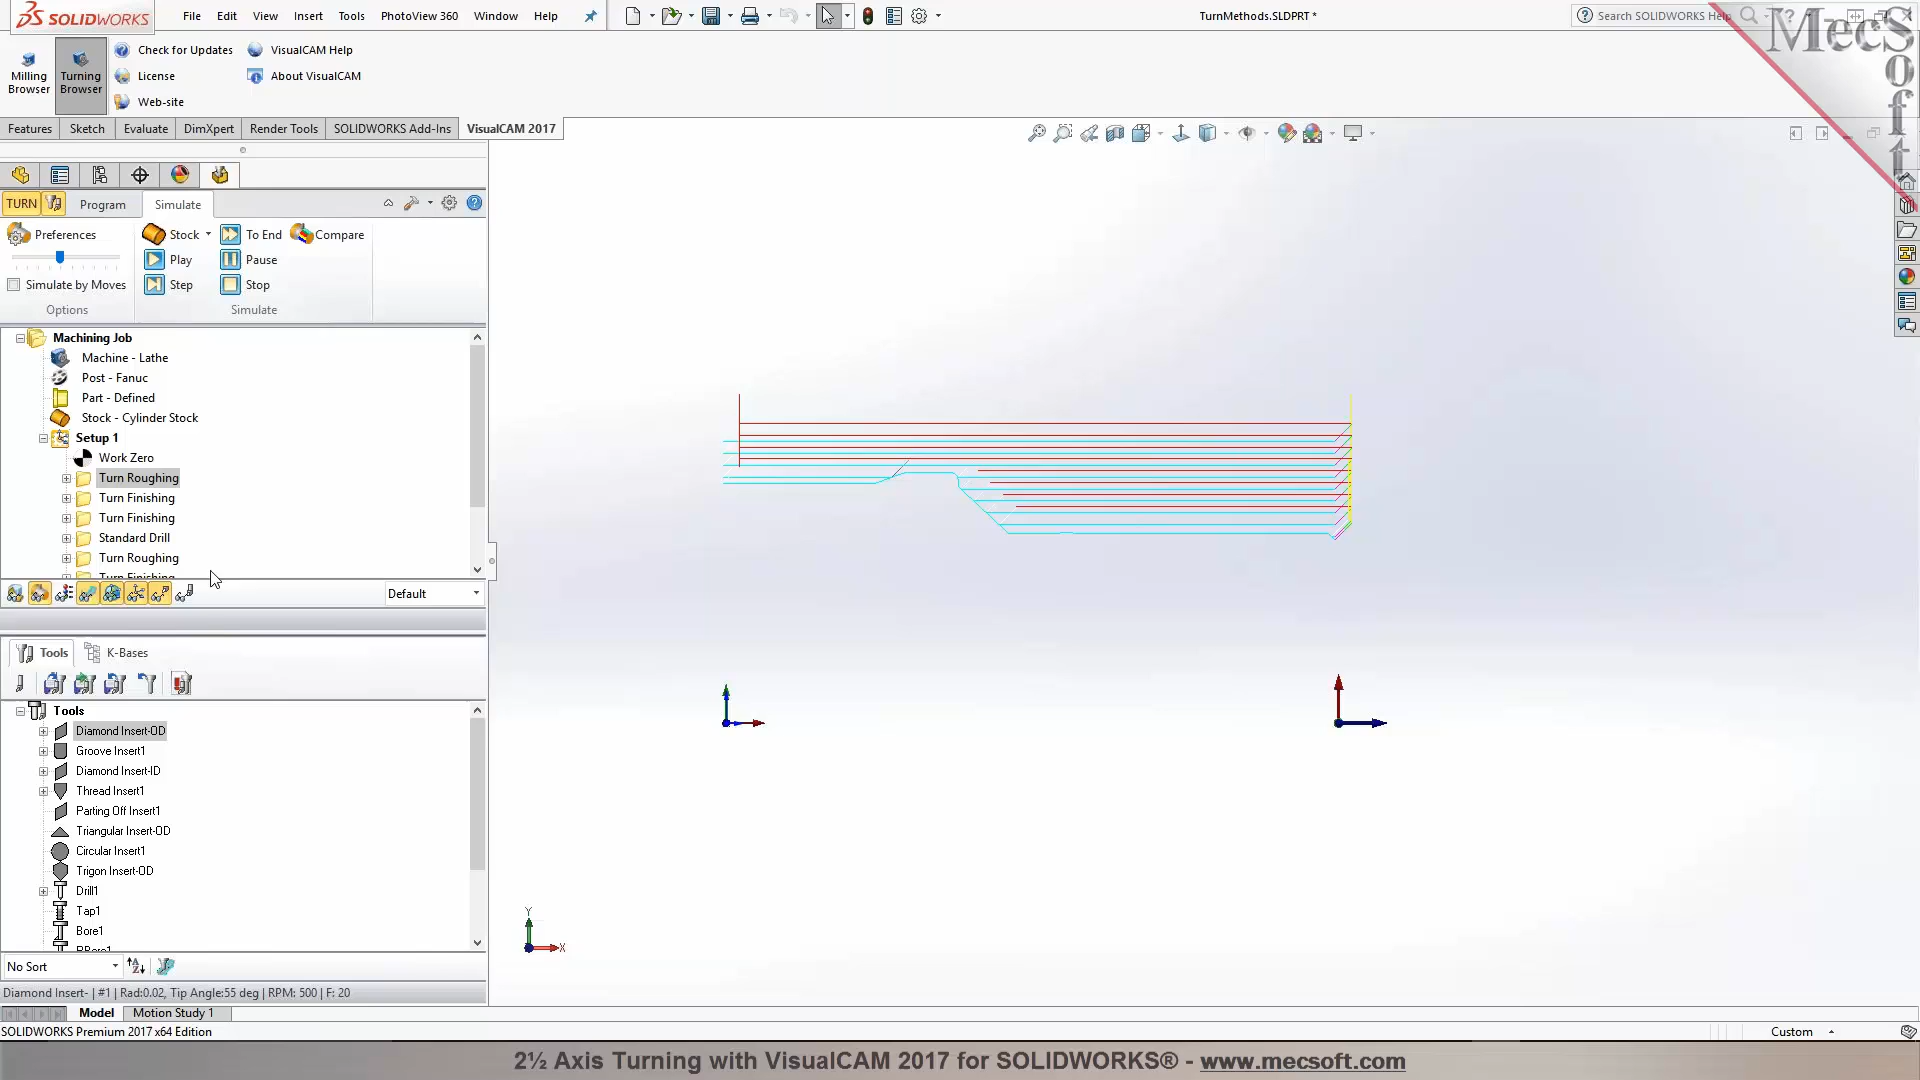 SOLIDWORKS
File Edit View Insert Tools PhotoView 360 Window Help
TurnMethods.SLDPRT *
Search SOLIDWORKS Help
MecSoft
Milling Browser
Turning Browser
Check for Updates
VisualCAM Help
License
About VisualCAM
Web-site
Features Sketch Evaluate DimXpert Render Tools SOLIDWORKS Add-Ins VisualCAM 2017
TURN Program Simulate
Preferences
Stock To End Compare
Play Pause
Simulate by Moves
Step Stop
Options Simulate
Machining Job
Machine - Lathe
Post - Fanuc
Part - Defined
Stock - Cylinder Stock
Setup 1
Work Zero
Turn Roughing
Turn Finishing
Turn Finishing
Standard Drill
Turn Roughing
Turn Finishing
Default
Tools K-Bases
Tools
Diamond Insert-OD
Groove Insert1
Diamond Insert-ID
Thread Insert1
Parting Off Insert1
Triangular Insert-OD
Circular Insert1
Trigon Insert-OD
Drill1
Tap1
Bore1
Y
X
No Sort
Diamond Insert- | #1 | Rad:0.02, Tip Angle:55 deg | RPM: 500 | F: 20
Model Motion Study 1
SOLIDWORKS Premium 2017 x64 Edition
Custom
2½ Axis Turning with VisualCAM 2017 for SOLIDWORKS® - www.mecsoft.com